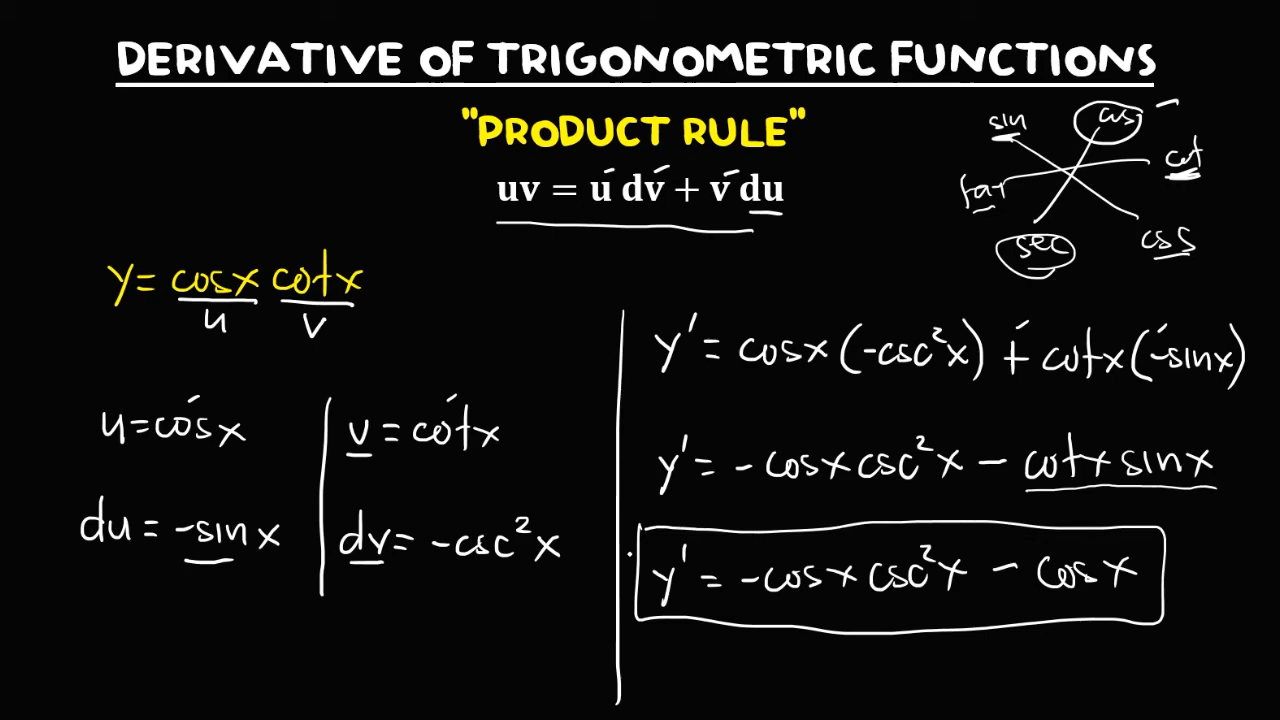 DERIVATIVE OF TRIGONOMETRIC FUNCTIONS
"PRODUCT RULE"
uv = u dv + v du
sin
cos
cot
tan
sec
csc
y = cosx cotx
u v
u = cosx
du = -sinx
v = cotx
dv = -csc²x
y' = cosx (-csc²x) + cotx (-sinx)
y' = -cosx csc²x - cotx sinx
y' = -cosx csc²x - cosx